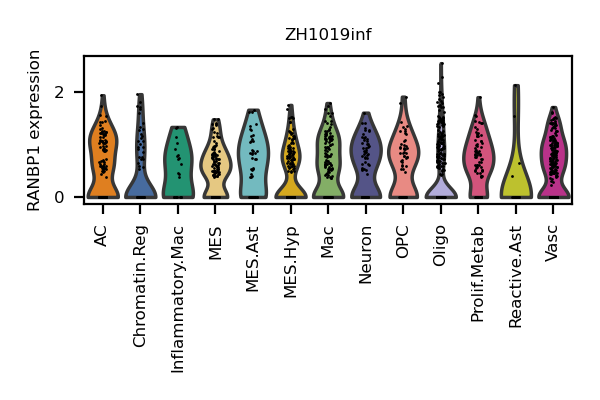 ZH1019inf
RANBP1 expression
2
0
AC
Chromatin.Reg
Inflammatory.Mac
MES
MES.Ast
MES.Hyp
Mac
Neuron
OPC
Oligo
Prolif.Metab
Reactive.Ast
Vasc